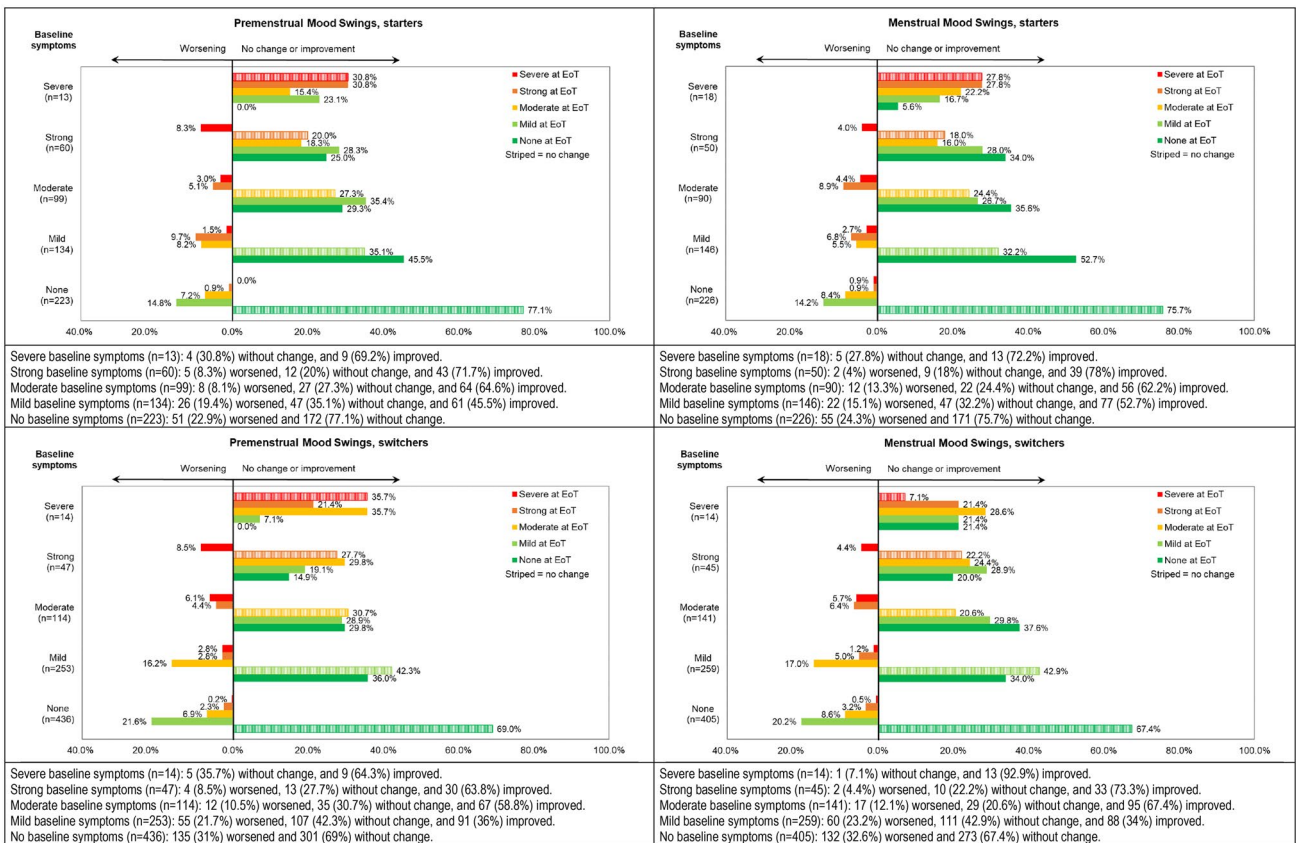 Premenstrual Mood Swings, starters
Baseline
symptoms
Worsening
No change or improvement
Severe
(n=13)
30.8%
30.8%
15.4%
23.1%
0.0%
Strong
(n=60)
8.3%
20.0%
18.3%
28.3%
25.0%
Moderate
(n=99)
3.0%
5.1%
27.3%
35.4%
29.3%
Mild
(n=134)
1.5%
9.7%
8.2%
35.1%
45.5%
None
(n=223)
0.0%
0.9%
7.2%
14.8%
77.1%
Severe at EoT
Strong at EoT
Moderate at EoT
Mild at EoT
None at EoT
Striped = no change
40.0% 20.0% 0.0% 20.0% 40.0% 60.0% 80.0% 100.0%
Severe baseline symptoms (n=13): 4 (30.8%) without change, and 9 (69.2%) improved.
Strong baseline symptoms (n=60): 5 (8.3%) worsened, 12 (20%) without change, and 43 (71.7%) improved.
Moderate baseline symptoms (n=99): 8 (8.1%) worsened, 27 (27.3%) without change, and 64 (64.6%) improved.
Mild baseline symptoms (n=134): 26 (19.4%) worsened, 47 (35.1%) without change, and 61 (45.5%) improved.
No baseline symptoms (n=223): 51 (22.9%) worsened and 172 (77.1%) without change.
Menstrual Mood Swings, starters
Baseline
symptoms
Worsening
No change or improvement
Severe
(n=18)
27.8%
27.8%
22.2%
16.7%
5.6%
Strong
(n=50)
4.0%
18.0%
16.0%
28.0%
34.0%
Moderate
(n=90)
4.4%
8.9%
24.4%
26.7%
35.6%
Mild
(n=146)
2.7%
6.8%
5.5%
32.2%
52.7%
None
(n=226)
0.9%
0.9%
8.4%
14.2%
75.7%
Severe at EoT
Strong at EoT
Moderate at EoT
Mild at EoT
None at EoT
Striped = no change
40.0% 20.0% 0.0% 20.0% 40.0% 60.0% 80.0% 100.0%
Severe baseline symptoms (n=18): 5 (27.8%) without change, and 13 (72.2%) improved.
Strong baseline symptoms (n=50): 2 (4%) worsened, 9 (18%) without change, and 39 (78%) improved.
Moderate baseline symptoms (n=90): 12 (13.3%) worsened, 22 (24.4%) without change, and 56 (62.2%) improved.
Mild baseline symptoms (n=146): 22 (15.1%) worsened, 47 (32.2%) without change, and 77 (52.7%) improved.
No baseline symptoms (n=226): 55 (24.3%) worsened and 171 (75.7%) without change.
Premenstrual Mood Swings, switchers
Baseline
symptoms
Worsening
No change or improvement
Severe
(n=14)
35.7%
21.4%
35.7%
7.1%
0.0%
Strong
(n=47)
8.5%
27.7%
29.8%
19.1%
14.9%
Moderate
(n=114)
6.1%
4.4%
30.7%
28.9%
29.8%
Mild
(n=253)
2.8%
2.8%
16.2%
42.3%
36.0%
None
(n=436)
0.2%
2.3%
6.9%
21.6%
69.0%
Severe at EoT
Strong at EoT
Moderate at EoT
Mild at EoT
None at EoT
Striped = no change
40.0% 20.0% 0.0% 20.0% 40.0% 60.0% 80.0% 100.0%
Severe baseline symptoms (n=14): 5 (35.7%) without change, and 9 (64.3%) improved.
Strong baseline symptoms (n=47): 4 (8.5%) worsened, 13 (27.7%) without change, and 30 (63.8%) improved.
Moderate baseline symptoms (n=114): 12 (10.5%) worsened, 35 (30.7%) without change, and 67 (58.8%) improved.
Mild baseline symptoms (n=253): 55 (21.7%) worsened, 107 (42.3%) without change, and 91 (36%) improved.
No baseline symptoms (n=436): 135 (31%) worsened and 301 (69%) without change.
Menstrual Mood Swings, switchers
Baseline
symptoms
Worsening
No change or improvement
Severe
(n=14)
7.1%
21.4%
28.6%
21.4%
21.4%
Strong
(n=45)
4.4%
22.2%
24.4%
28.9%
20.0%
Moderate
(n=141)
5.7%
6.4%
20.6%
29.8%
37.6%
Mild
(n=259)
1.2%
5.0%
17.0%
42.9%
34.0%
None
(n=405)
0.5%
3.2%
8.6%
20.2%
67.4%
Severe at EoT
Strong at EoT
Moderate at EoT
Mild at EoT
None at EoT
Striped = no change
40.0% 20.0% 0.0% 20.0% 40.0% 60.0% 80.0% 100.0%
Severe baseline symptoms (n=14): 1 (7.1%) without change, and 13 (92.9%) improved.
Strong baseline symptoms (n=45): 2 (4.4%) worsened, 10 (22.2%) without change, and 33 (73.3%) improved.
Moderate baseline symptoms (n=141): 17 (12.1%) worsened, 29 (20.6%) without change, and 95 (67.4%) improved.
Mild baseline symptoms (n=259): 60 (23.2%) worsened, 111 (42.9%) without change, and 88 (34%) improved.
No baseline symptoms (n=405): 132 (32.6%) worsened and 273 (67.4%) without change.